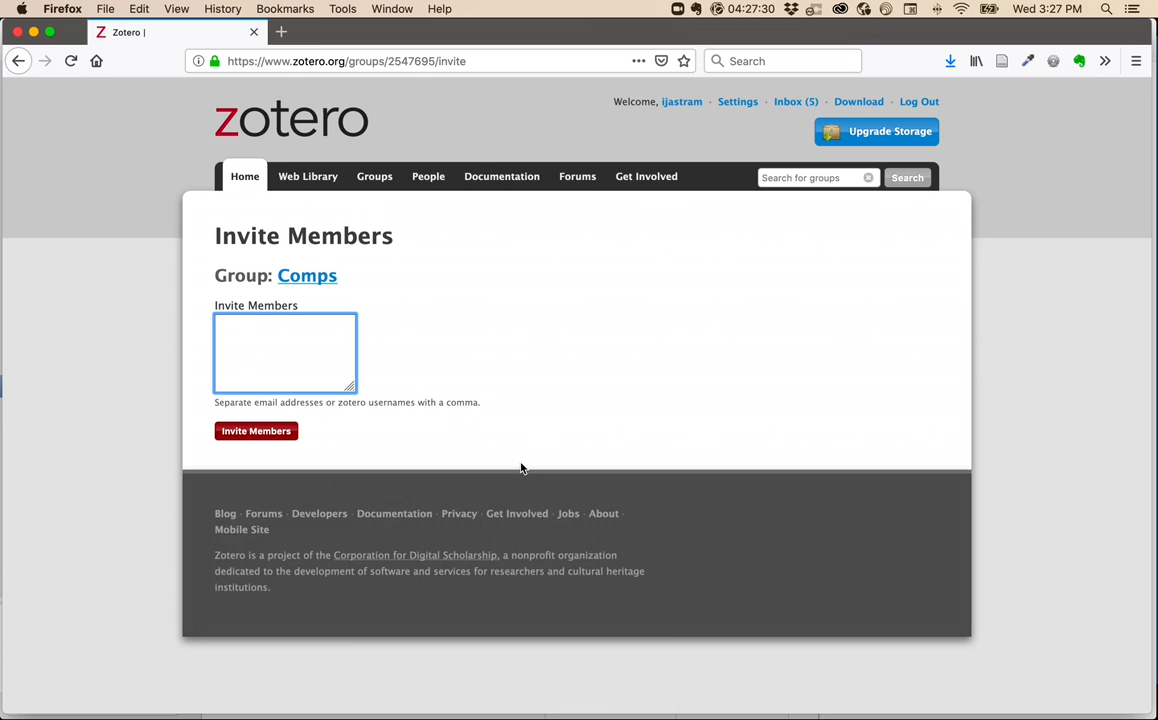 Firefox File Edit View History Bookmarks Tools Window Help 04:27:30 Wed 3:27 PM
Z Zotero |
https://www.zotero.org/groups/2547695/invite Search
zotero
Welcome, ijastram · Settings · Inbox (5) · Download · Log Out
Upgrade Storage
Home Web Library Groups People Documentation Forums Get Involved Search for groups Search
Invite Members
Group: Comps
Invite Members
Separate email addresses or zotero usernames with a comma.
Invite Members
Blog · Forums · Developers · Documentation · Privacy · Get Involved · Jobs · About ·
Mobile Site
Zotero is a project of the Corporation for Digital Scholarship, a nonprofit organization
dedicated to the development of software and services for researchers and cultural heritage
institutions.